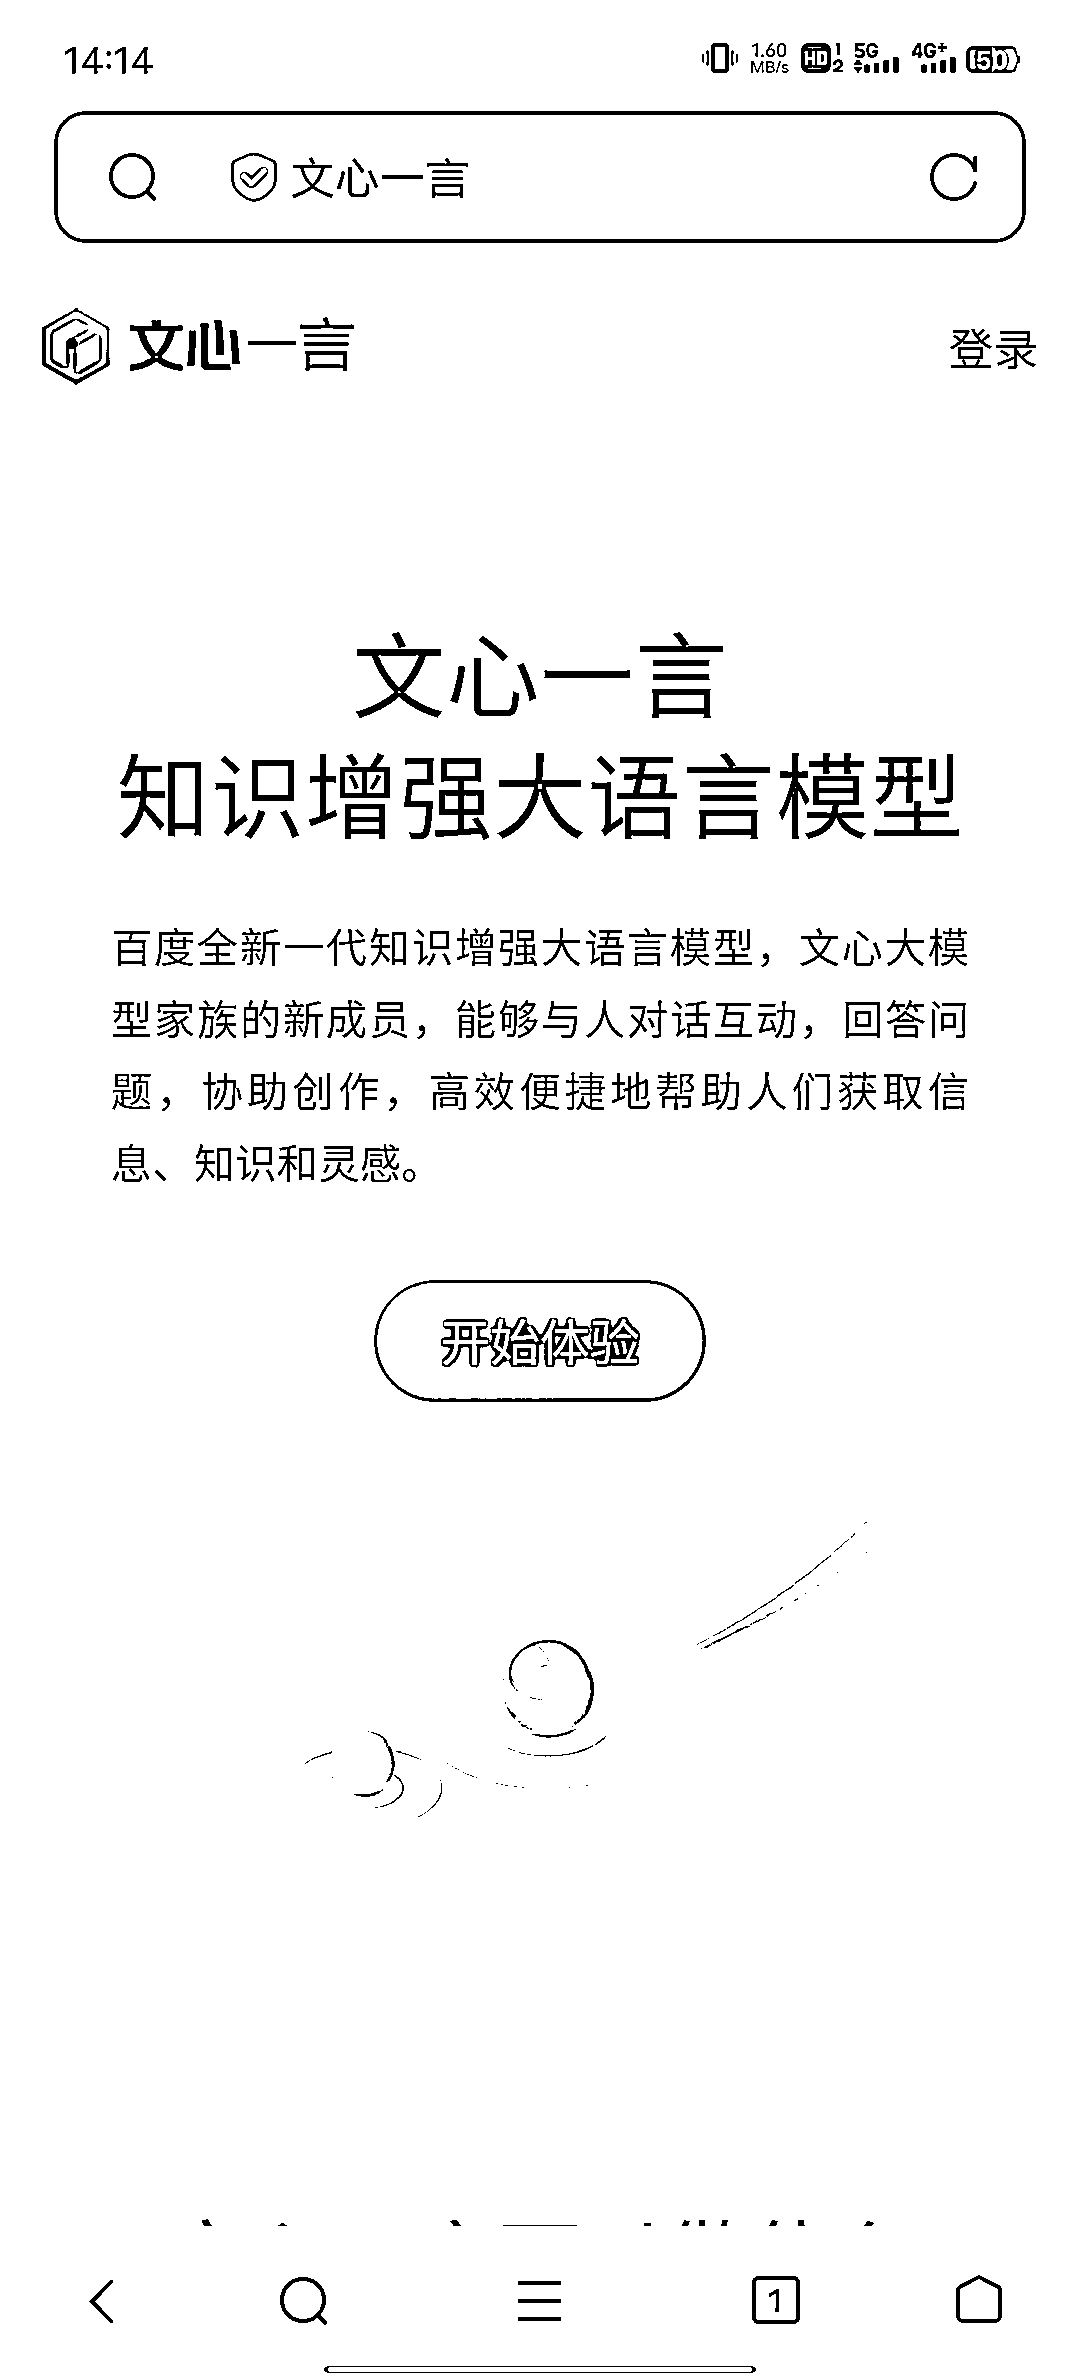 14:14 1.60 MB/s HD 1 2 5G 4G+ 50
文心一言
文心一言 登录
文心一言
知识增强大语言模型
百度全新一代知识增强大语言模型，文心大模
型家族的新成员，能够与人对话互动，回答问
题，协助创作，高效便捷地帮助人们获取信
息、知识和灵感。
开始体验
1